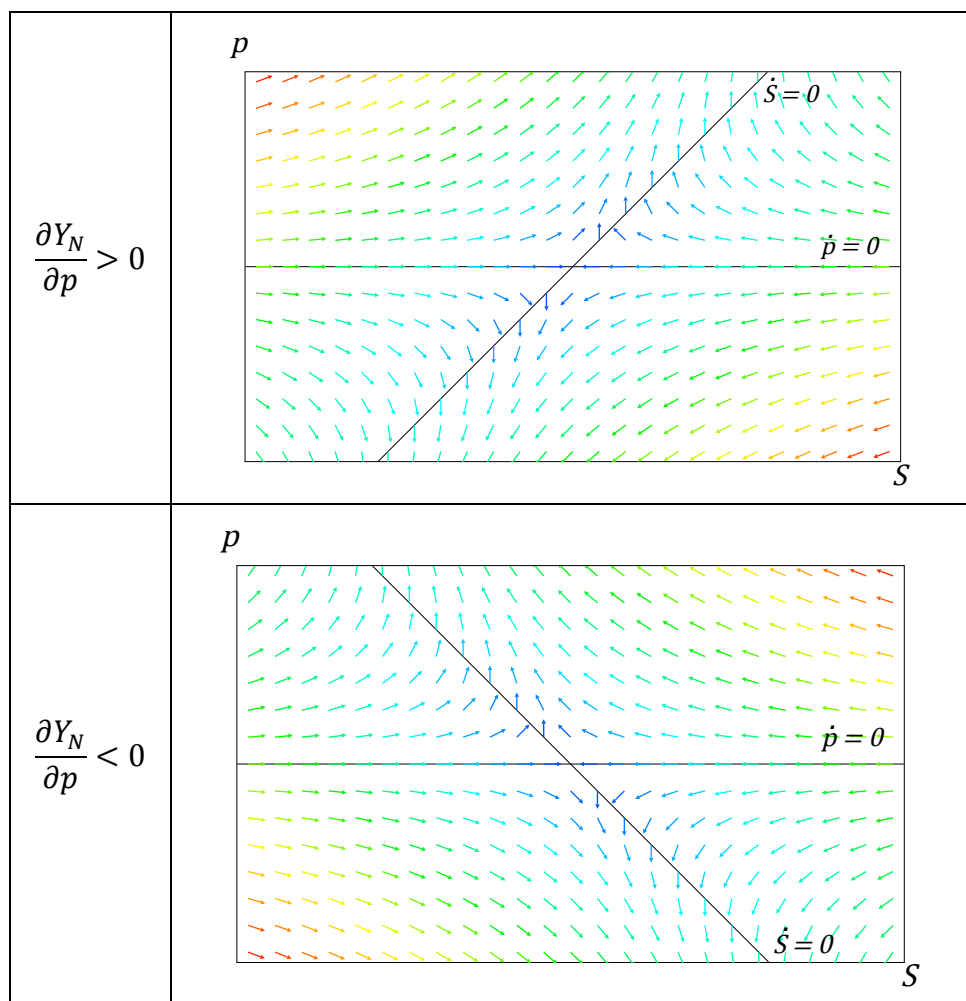 p
Ṡ = 0
∂Y_N/∂p > 0
ṗ = 0
S
p
∂Y_N/∂p < 0
ṗ = 0
Ṡ = 0
S